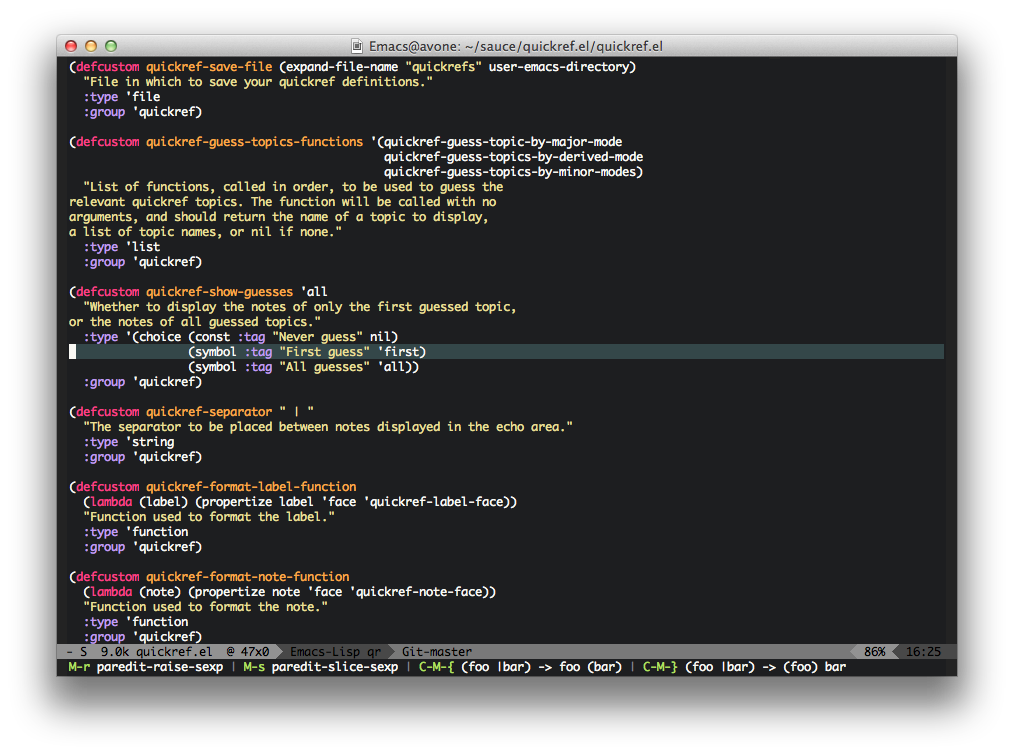 Emacs@avone: ~/sauce/quickref.el/quickref.el
(defcustom quickref-save-file (expand-file-name "quickrefs" user-emacs-directory)
  "File in which to save your quickref definitions."
  :type 'file
  :group 'quickref)

(defcustom quickref-guess-topics-functions '(quickref-guess-topic-by-major-mode
                                             quickref-guess-topics-by-derived-mode
                                             quickref-guess-topics-by-minor-modes)
  "List of functions, called in order, to be used to guess the
relevant quickref topics. The function will be called with no
arguments, and should return the name of a topic to display,
a list of topic names, or nil if none."
  :type 'list
  :group 'quickref)

(defcustom quickref-show-guesses 'all
  "Whether to display the notes of only the first guessed topic,
or the notes of all guessed topics."
  :type '(choice (const :tag "Never guess" nil)
                 (symbol :tag "First guess" 'first)
                 (symbol :tag "All guesses" 'all))
  :group 'quickref)

(defcustom quickref-separator " | "
  "The separator to be placed between notes displayed in the echo area."
  :type 'string
  :group 'quickref)

(defcustom quickref-format-label-function
  (lambda (label) (propertize label 'face 'quickref-label-face))
  "Function used to format the label."
  :type 'function
  :group 'quickref)

(defcustom quickref-format-note-function
  (lambda (note) (propertize note 'face 'quickref-note-face))
  "Function used to format the note."
  :type 'function
  :group 'quickref)
- S  9.0k quickref.el  @ 47x0  Emacs-Lisp qr  Git-master  86%  16:25
M-r paredit-raise-sexp | M-s paredit-slice-sexp | C-M-{ (foo |bar) -> foo (bar) | C-M-} (foo |bar) -> (foo) bar